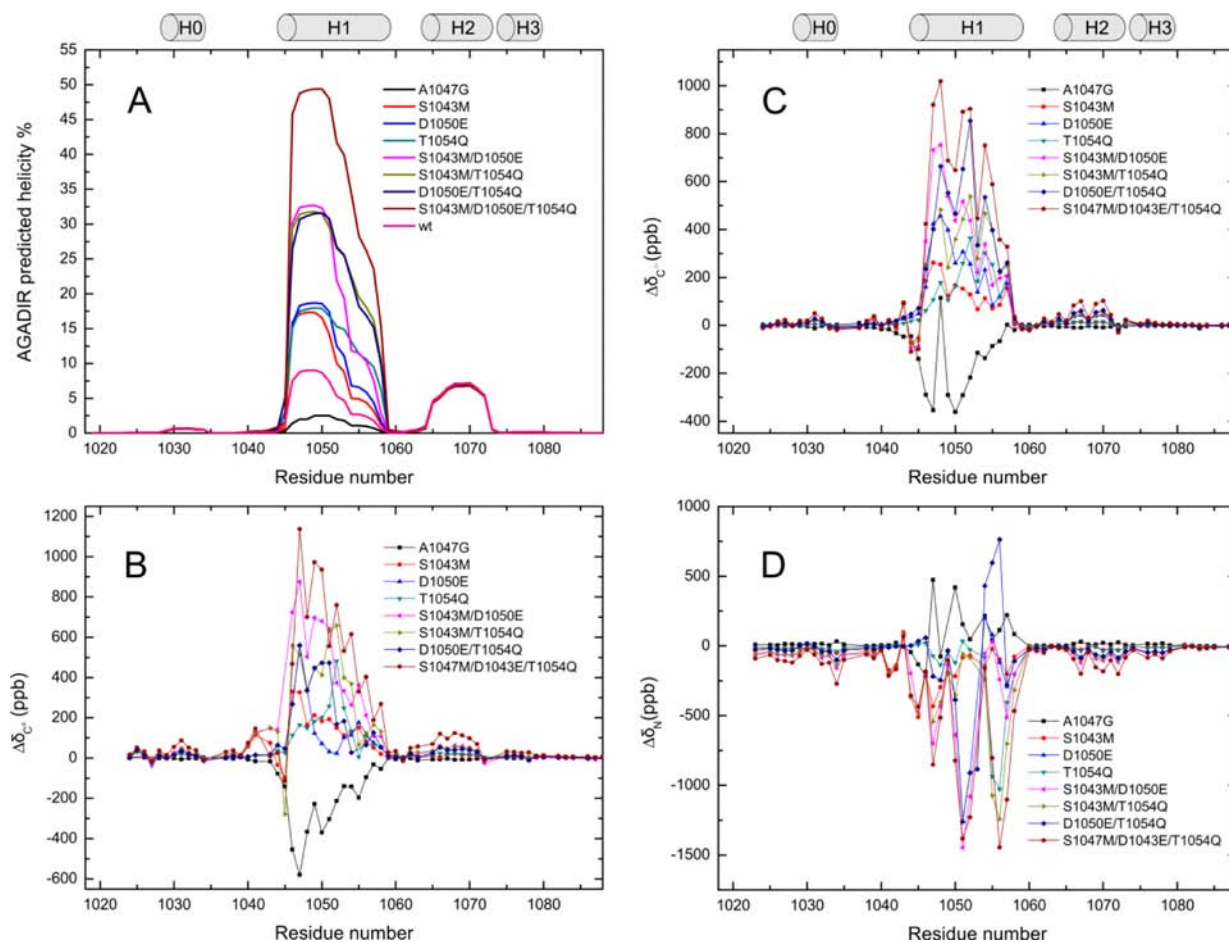 H0 H1 H2 H3
H0 H1 H2 H3
A
AGADIR predicted helicity %
55
50
45
40
35
30
25
20
15
10
5
0
A1047G
S1043M
D1050E
T1054Q
S1043M/D1050E
S1043M/T1054Q
D1050E/T1054Q
S1043M/D1050E/T1054Q
wt
1020 1030 1040 1050 1060 1070 1080
Residue number
C
(ppb)
1000
800
600
400
200
0
-200
-400
A1047G
S1043M
D1050E
T1054Q
S1043M/D1050E
S1043M/T1054Q
D1050E/T1054Q
S1047M/D1043E/T1054Q
1020 1030 1040 1050 1060 1070 1080
Residue number
B
(ppb)
1200
1000
800
600
400
200
0
-200
-400
-600
A1047G
S1043M
D1050E
T1054Q
S1043M/D1050E
S1043M/T1054Q
D1050E/T1054Q
S1047M/D1043E/T1054Q
1020 1030 1040 1050 1060 1070 1080
Residue number
D
ΔδN(ppb)
1000
500
0
-500
-1000
-1500
A1047G
S1043M
D1050E
T1054Q
S1043M/D1050E
S1043M/T1054Q
D1050E/T1054Q
S1047M/D1043E/T1054Q
1020 1030 1040 1050 1060 1070 1080
Residue number